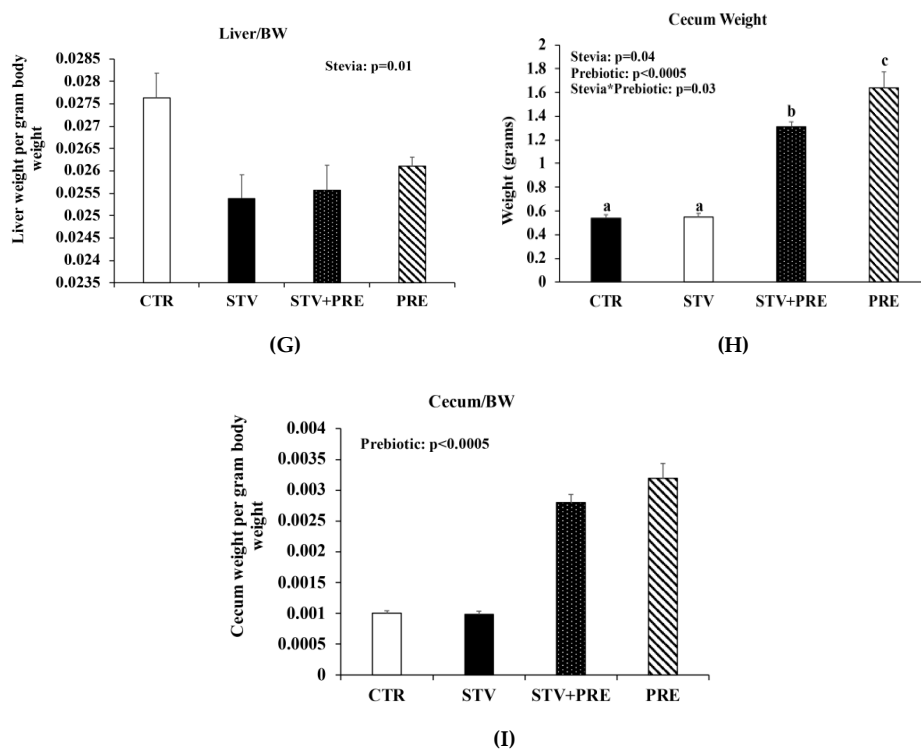 Liver/BW
Stevia: p=0.01
Liver weight per gram body
weight
0.0285
0.028
0.0275
0.027
0.0265
0.026
0.0255
0.025
0.0245
0.024
0.0235
CTR STV STV+PRE PRE
(G)
Cecum Weight
Stevia: p=0.04
Prebiotic: p<0.0005
Stevia*Prebiotic: p=0.03
Weight (grams)
2
1.8
1.6
1.4
1.2
1
0.8
0.6
0.4
0.2
0
a a b c
CTR STV STV+PRE PRE
(H)
Cecum/BW
Prebiotic: p<0.0005
Cecum weight per gram body
weight
0.004
0.0035
0.003
0.0025
0.002
0.0015
0.001
0.0005
0
CTR STV STV+PRE PRE
(I)